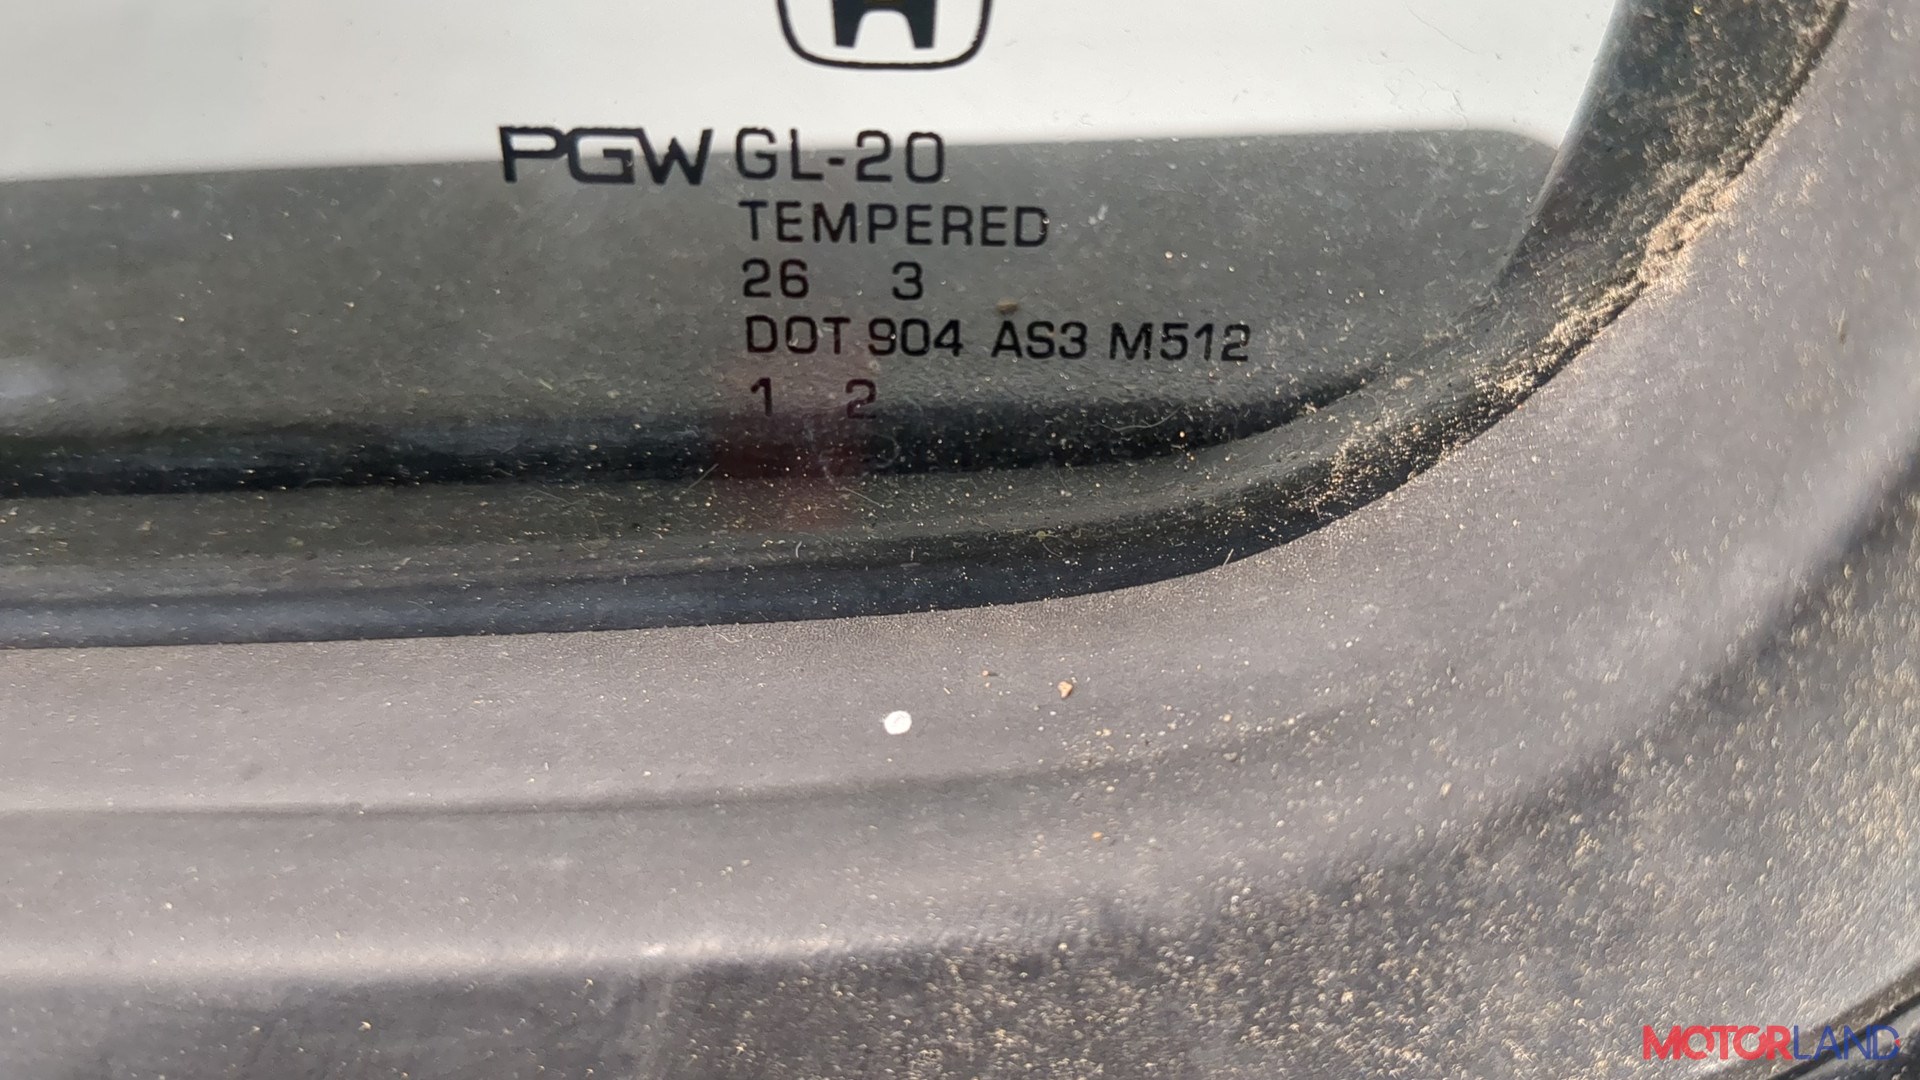 PGW GL-20
TEMPERED
26 3
DOT 904 AS3 M512
1 2
MOTORLAND